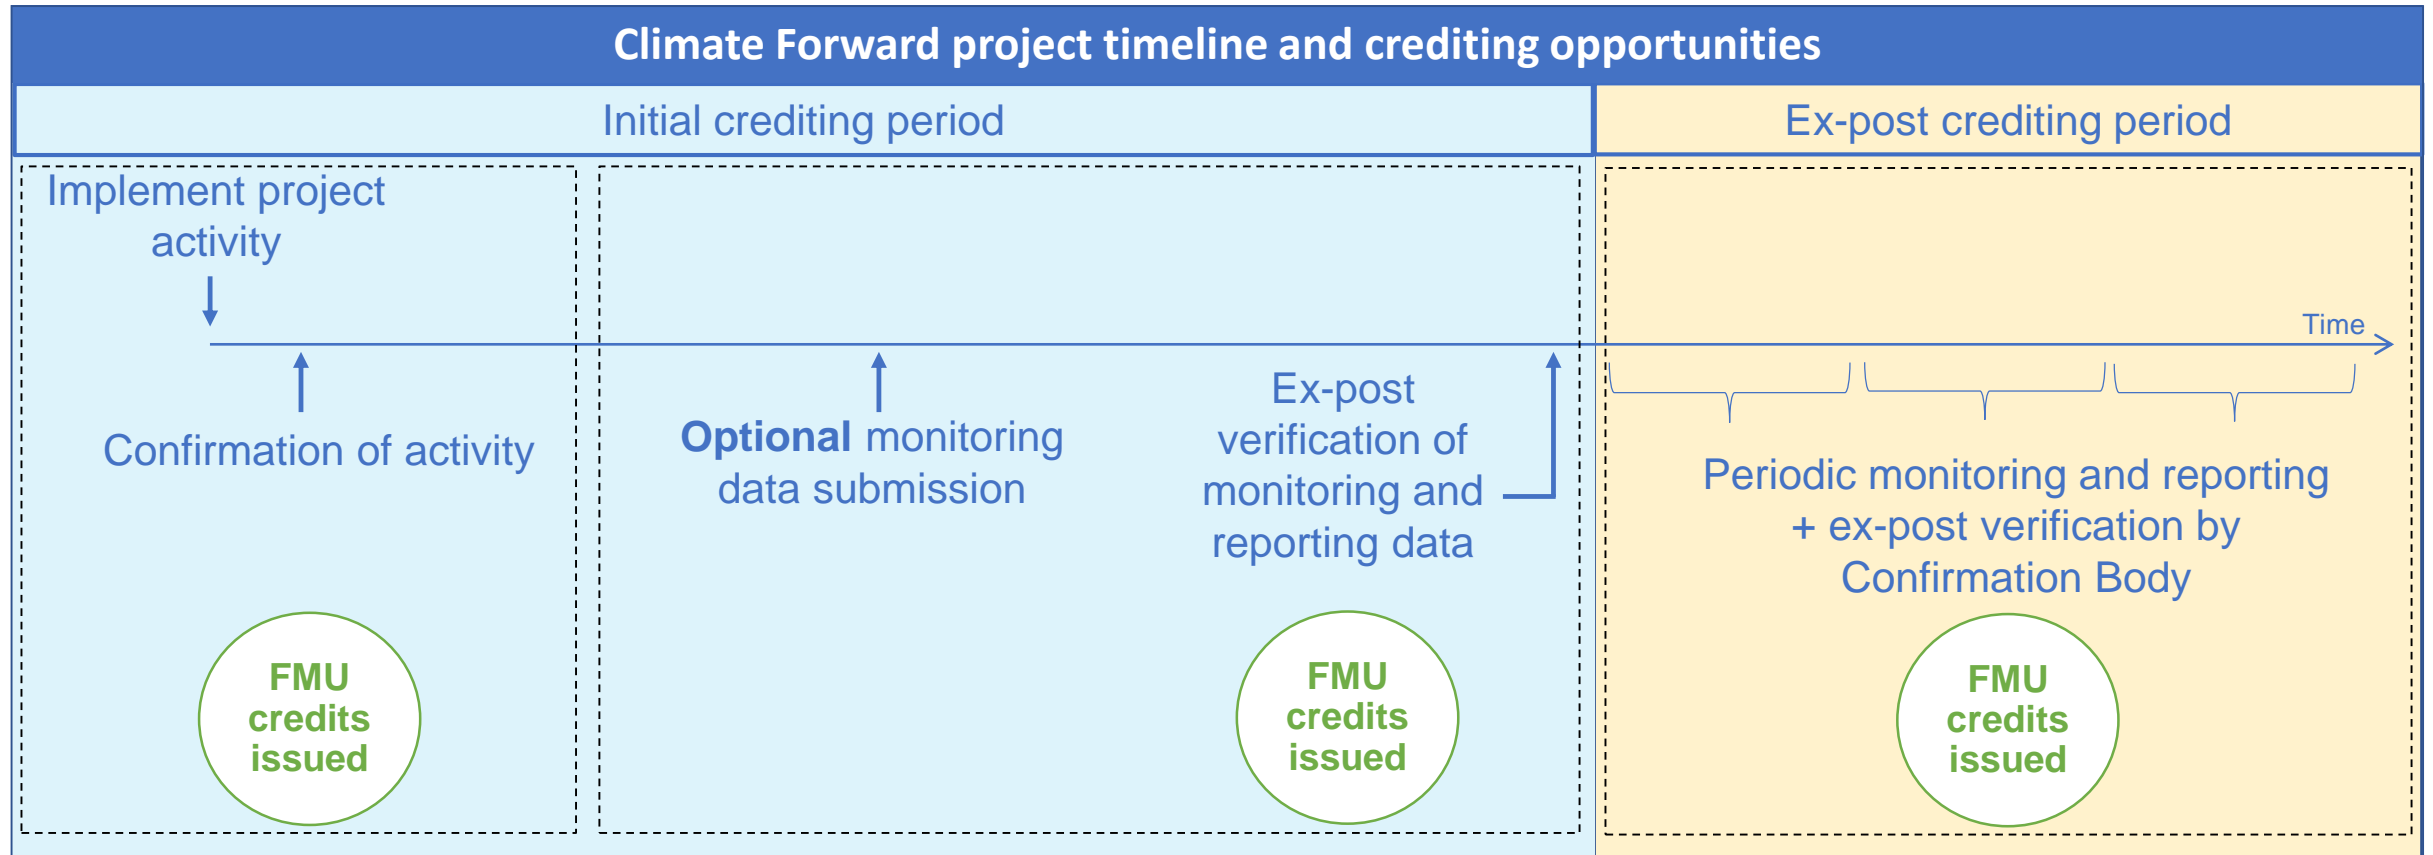 Climate Forward project timeline and crediting opportunities
Initial crediting period
Ex-post crediting period
Implement project
activity
Time
Confirmation of activity
Optional monitoring
data submission
Ex-post
verification of
monitoring and
reporting data
Periodic monitoring and reporting
+ ex-post verification by
Confirmation Body
FMU
credits
issued
FMU
credits
issued
FMU
credits
issued